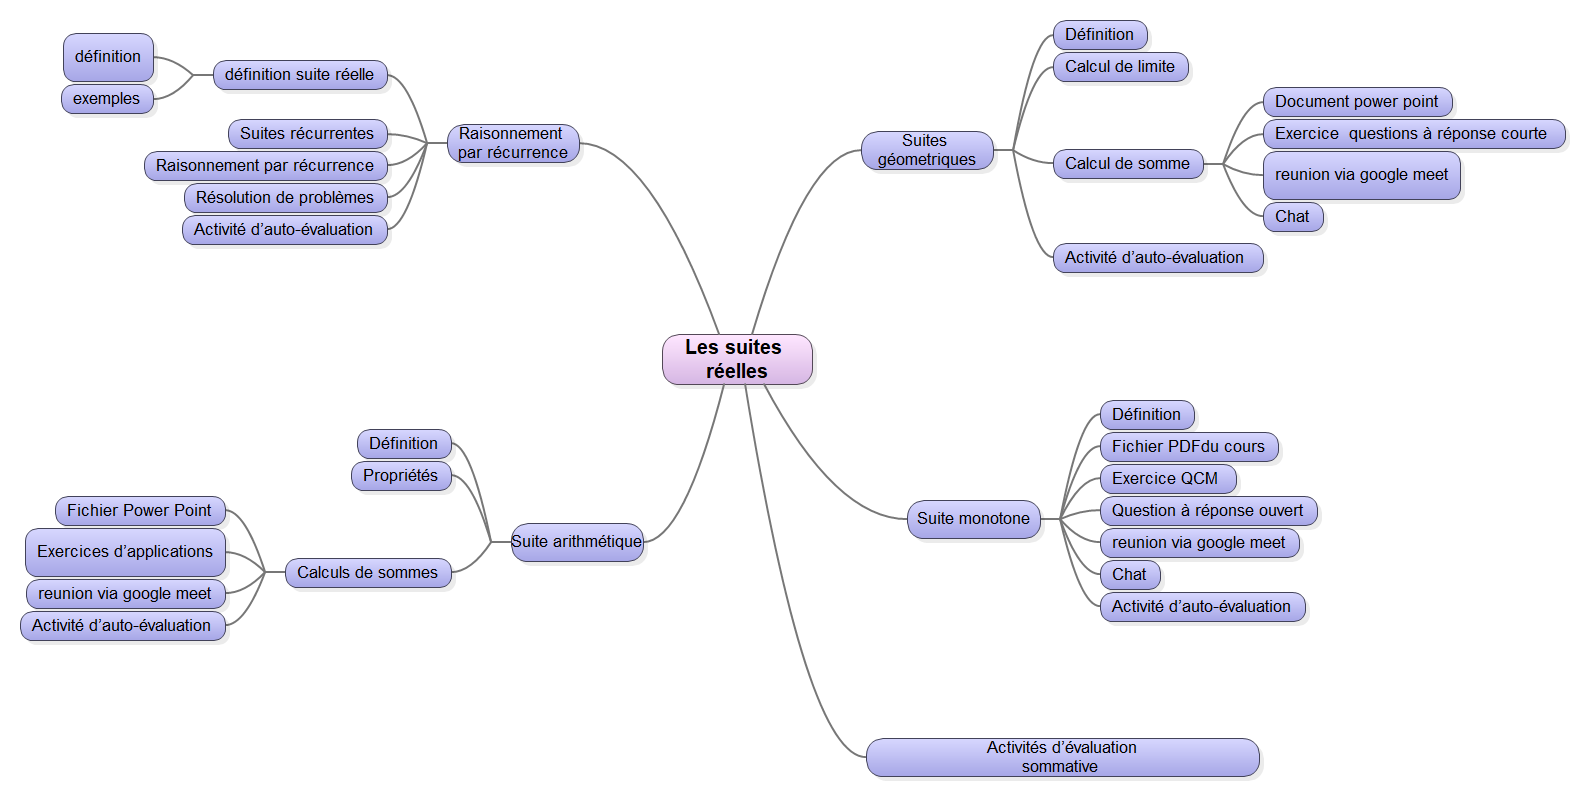 Les suites
réelles
Raisonnement
par récurrence
définition suite réelle
définition
exemples
Suites récurrentes
Raisonnement par récurrence
Résolution de problèmes
Activité d’auto-évaluation
Suites
géometriques
Définition
Calcul de limite
Calcul de somme
Document power point
Exercice  questions à réponse courte
reunion via google meet
Chat
Activité d’auto-évaluation
Suite arithmétique
Définition
Propriétés
Calculs de sommes
Fichier Power Point
Exercices d’applications
reunion via google meet
Activité d’auto-évaluation
Suite monotone
Définition
Fichier PDFdu cours
Exercice QCM
Question à réponse ouvert
reunion via google meet
Chat
Activité d’auto-évaluation
Activités d’évaluation
sommative